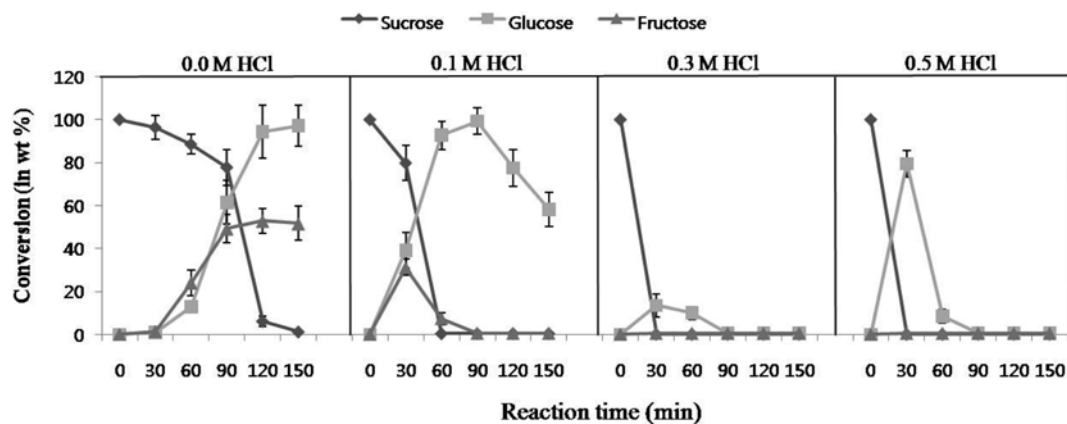 Sucrose Glucose Fructose
0.0 M HCl 0.1 M HCl 0.3 M HCl 0.5 M HCl
120
100
80
60
40
20
0
Conversion (In wt %)
0 30 60 90 120 150 0 30 60 90 120 150 0 30 60 90 120 150 0 30 60 90 120 150
Reaction time (min)